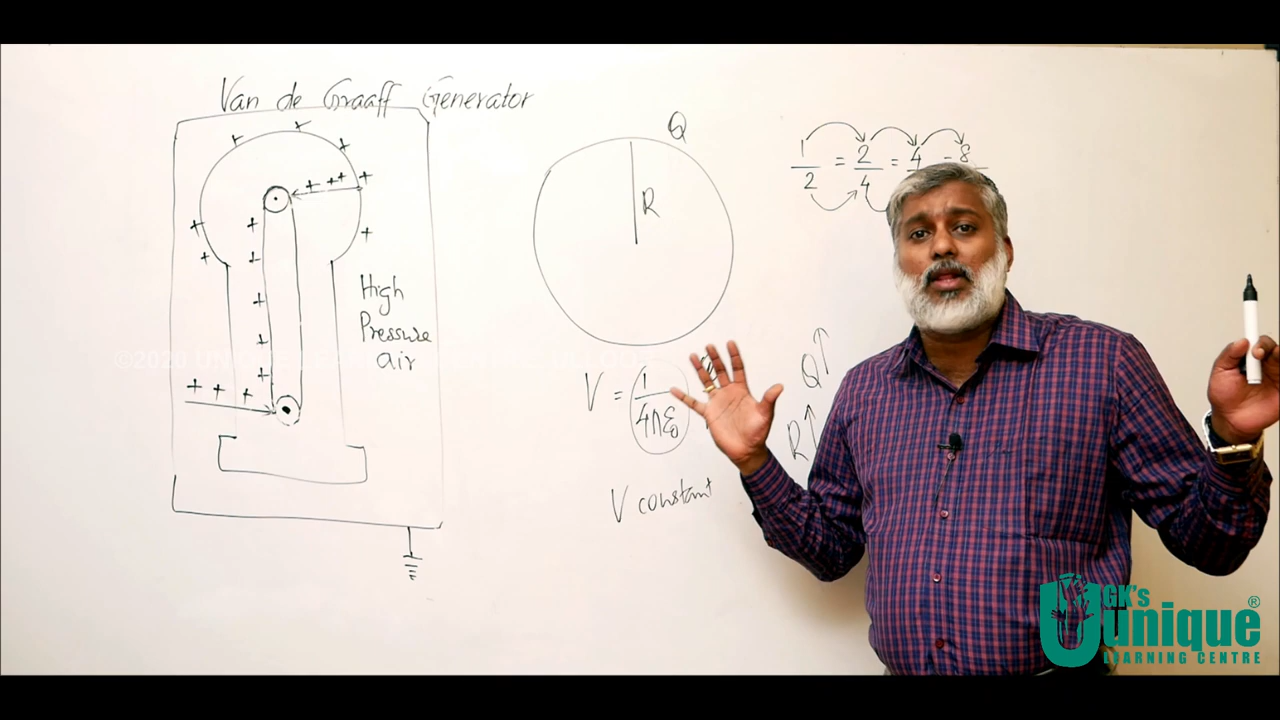 Van de Graaff Generator
+ + + + + + + + + +
High
Pressure
air
+ + + + + + + +
Q
R
V = 1/4πε₀
V constant
R↑ Q↑
1/2 = 2/4 = 4 = 8
GK's
Unique®
LEARNING CENTRE